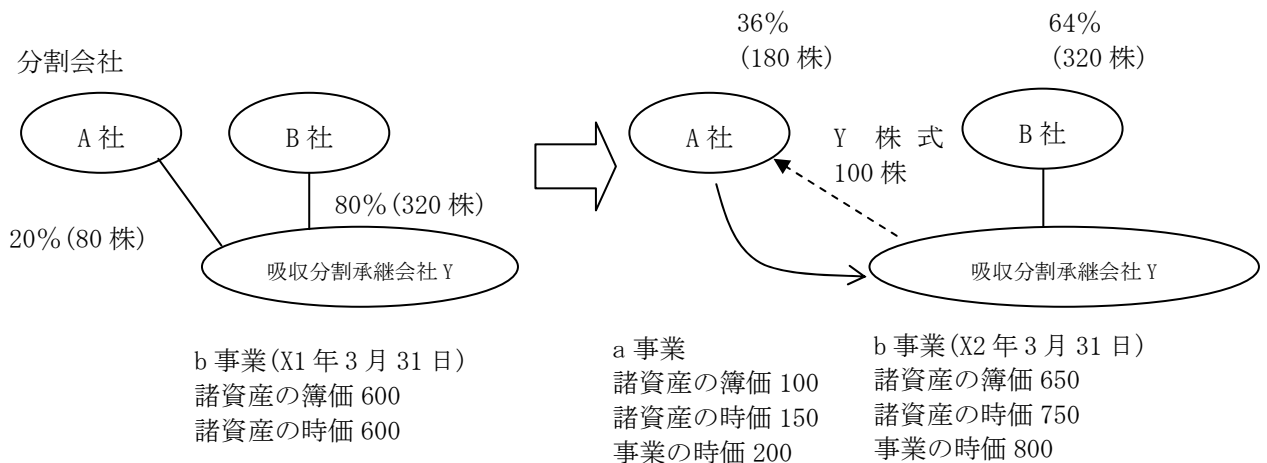 分割会社
A 社
B 社
20%(80 株)
80%(320 株)
吸収分割承継会社 Y
b 事業(X1 年 3 月 31 日)
諸資産の簿価 600
諸資産の時価 600
36%
(180 株)
64%
(320 株)
A 社
Y 株 式
100 株
B 社
吸収分割承継会社 Y
a 事業
諸資産の簿価 100
諸資産の時価 150
事業の時価 200
b 事業(X2 年 3 月 31 日)
諸資産の簿価 650
諸資産の時価 750
事業の時価 800